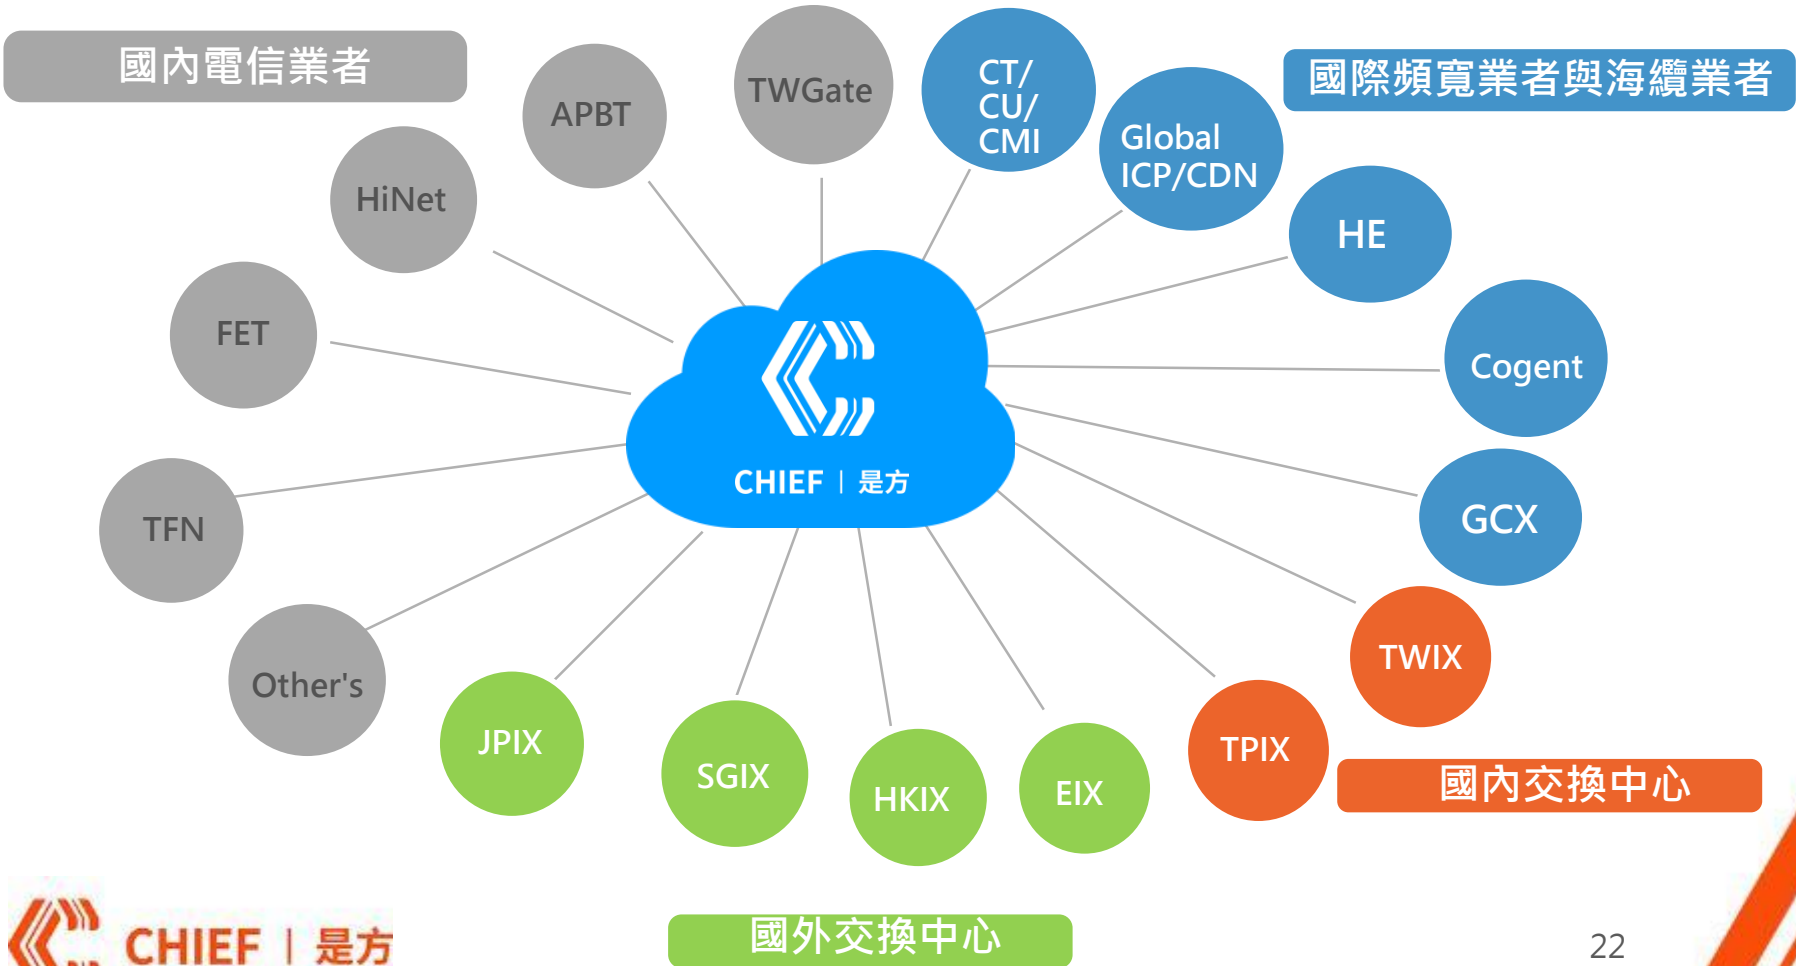 國內電信業者
國際頻寬業者與海纜業者
TWGate
CT/
CU/
CMI
APBT
Global
ICP/CDN
HiNet
HE
FET
Cogent
CHIEF | 是方
TFN
GCX
Other's
TWIX
JPIX
SGIX
HKIX
EIX
TPIX
國內交換中心
國外交換中心
CHIEF | 是方
22